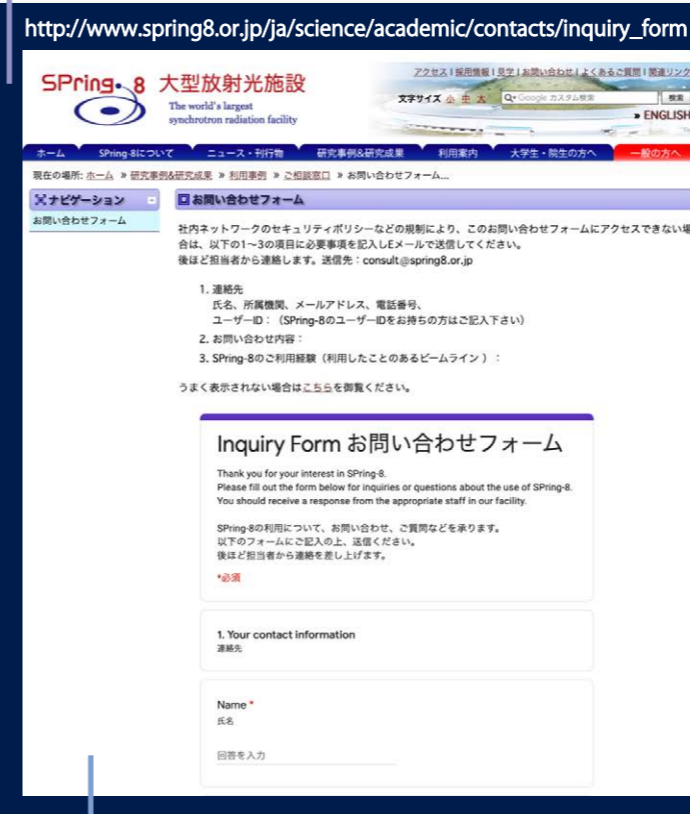 http://www.spring8.or.jp/ja/science/academic/contacts/inquiry_form
アクセス | 採用情報 | 見学 | お問い合わせ | よくあるご質問 | 関連リンク
SPring-8 大型放射光施設
The world's largest
synchrotron radiation facility
文字サイズ 小 中 大 Google カスタム検索 検索
» ENGLISH
ホーム SPring-8について ニュース・刊行物 研究事例&研究成果 利用案内 大学生・院生の方へ 一般の方へ
現在の場所: ホーム » 研究事例&研究成果 » 利用事例 » ご相談窓口 » お問い合わせフォーム...
ナビゲーション
お問い合わせフォーム
お問い合わせフォーム
社内ネットワークのセキュリティポリシーなどの規制により、このお問い合わせフォームにアクセスできない場
合は、以下の1~3の項目に必要事項を記入しEメールで送信してください。
後ほど担当者から連絡します。送信先：consult@spring8.or.jp
1. 連絡先
氏名、所属機関、メールアドレス、電話番号、
ユーザーID：（SPring-8のユーザーIDをお持ちの方はご記入下さい）
2. お問い合わせ内容：
3. SPring-8のご利用経験（利用したことのあるビームライン ）：
うまく表示されない場合はこちらを御覧ください。
Inquiry Form お問い合わせフォーム
Thank you for your interest in SPring-8.
Please fill out the form below for inquiries or questions about the use of SPring-8.
You should receive a response from the appropriate staff in our facility.
SPring-8の利用について、お問い合わせ、ご質問などを承ります。
以下のフォームにご記入の上、送信ください。
後ほど担当者から連絡を差し上げます。
*必須
1. Your contact information
連絡先
Name *
氏名
回答を入力